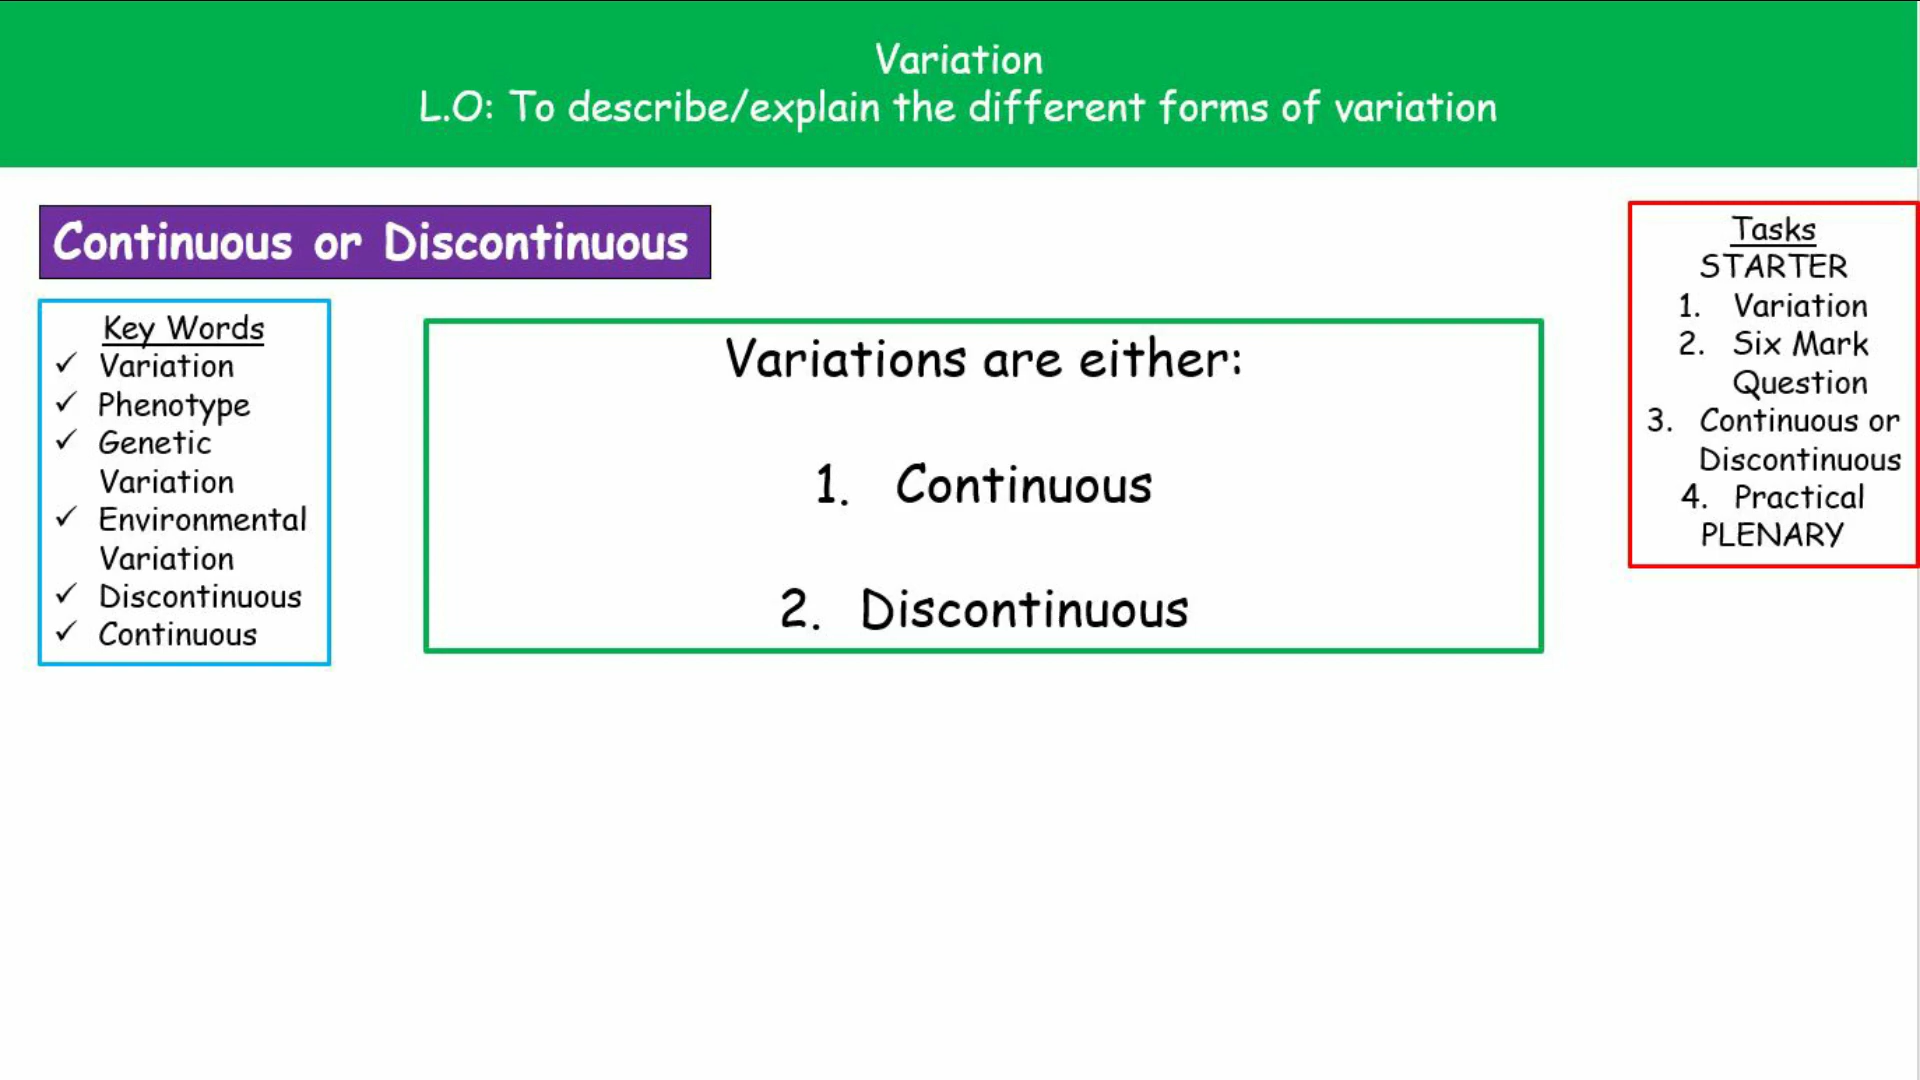 Variation
L.O: To describe/explain the different forms of variation
Continuous or Discontinuous
Key Words
✓ Variation
✓ Phenotype
✓ Genetic
Variation
✓ Environmental
Variation
✓ Discontinuous
✓ Continuous
Variations are either:
1. Continuous
2. Discontinuous
Tasks
STARTER
1. Variation
2. Six Mark
Question
3. Continuous or
Discontinuous
4. Practical
PLENARY